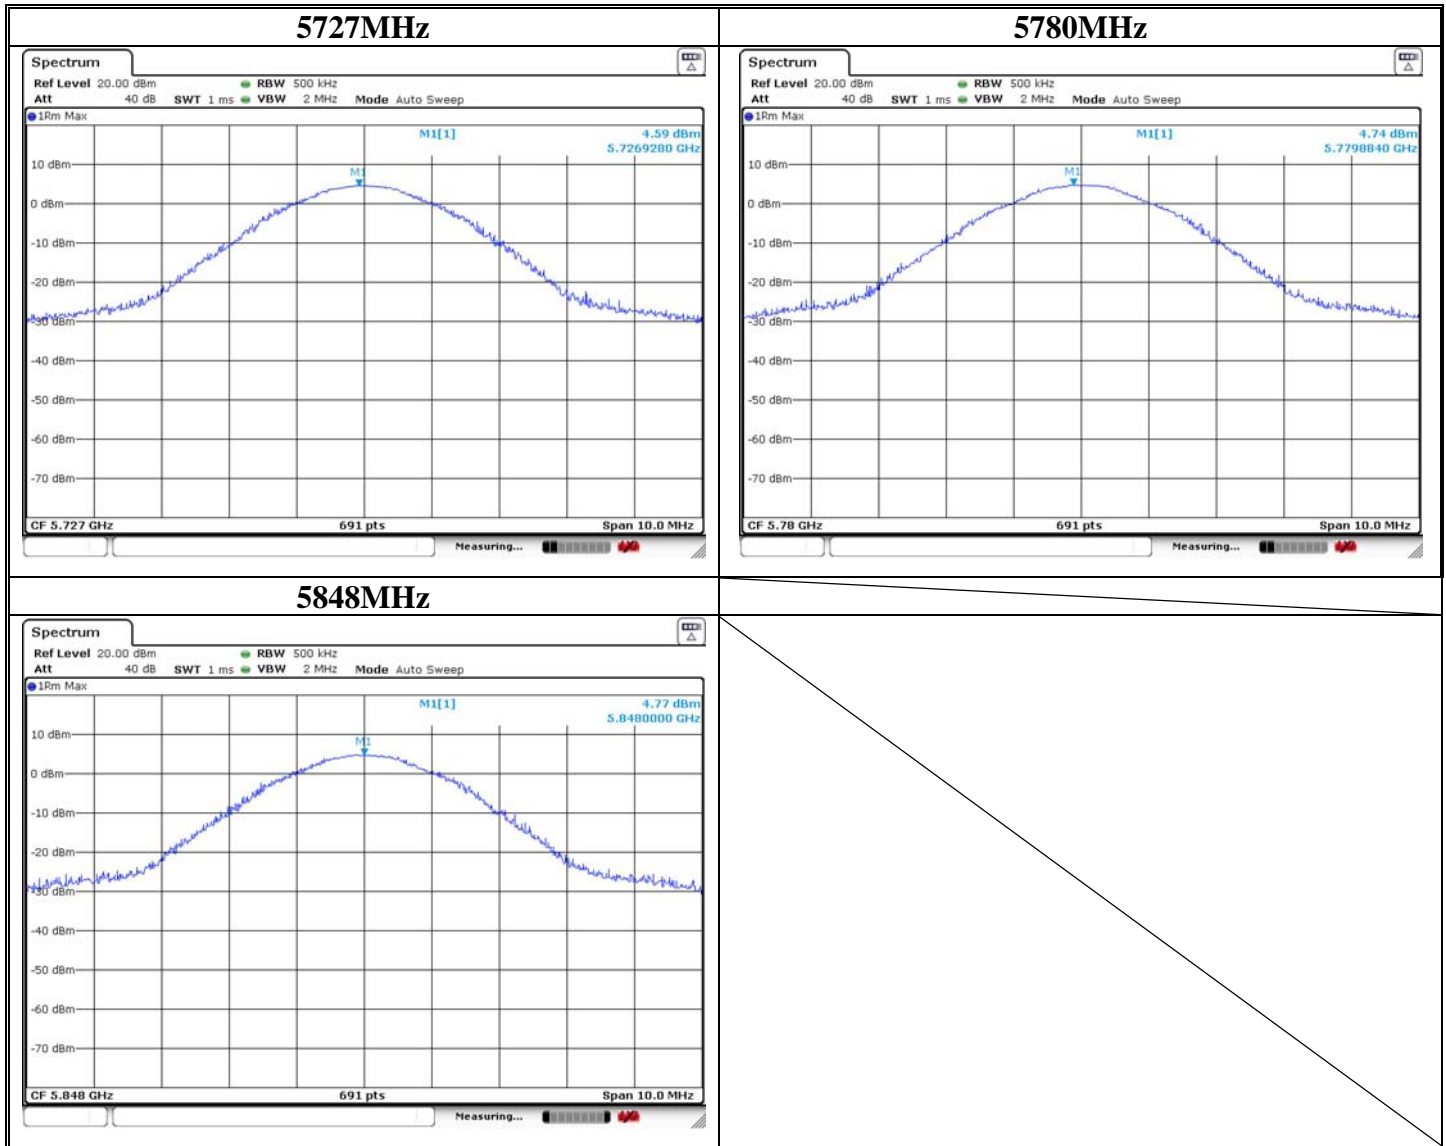 5727MHz
Spectrum
Ref Level 20.00 dBm RBW 500 kHz
Att 40 dB SWT 1 ms VBW 2 MHz Mode Auto Sweep
1Rm Max
M1[1] 4.59 dBm
5.7269280 GHz
M1
10 dBm
0 dBm
-10 dBm
-20 dBm
-30 dBm
-40 dBm
-50 dBm
-60 dBm
-70 dBm
CF 5.727 GHz 691 pts Span 10.0 MHz
Measuring...
5780MHz
Spectrum
Ref Level 20.00 dBm RBW 500 kHz
Att 40 dB SWT 1 ms VBW 2 MHz Mode Auto Sweep
1Rm Max
M1[1] 4.74 dBm
5.7798840 GHz
M1
10 dBm
0 dBm
-10 dBm
-20 dBm
-30 dBm
-40 dBm
-50 dBm
-60 dBm
-70 dBm
CF 5.78 GHz 691 pts Span 10.0 MHz
Measuring...
5848MHz
Spectrum
Ref Level 20.00 dBm RBW 500 kHz
Att 40 dB SWT 1 ms VBW 2 MHz Mode Auto Sweep
1Rm Max
M1[1] 4.77 dBm
5.8480000 GHz
M1
10 dBm
0 dBm
-10 dBm
-20 dBm
-30 dBm
-40 dBm
-50 dBm
-60 dBm
-70 dBm
CF 5.848 GHz 691 pts Span 10.0 MHz
Measuring...